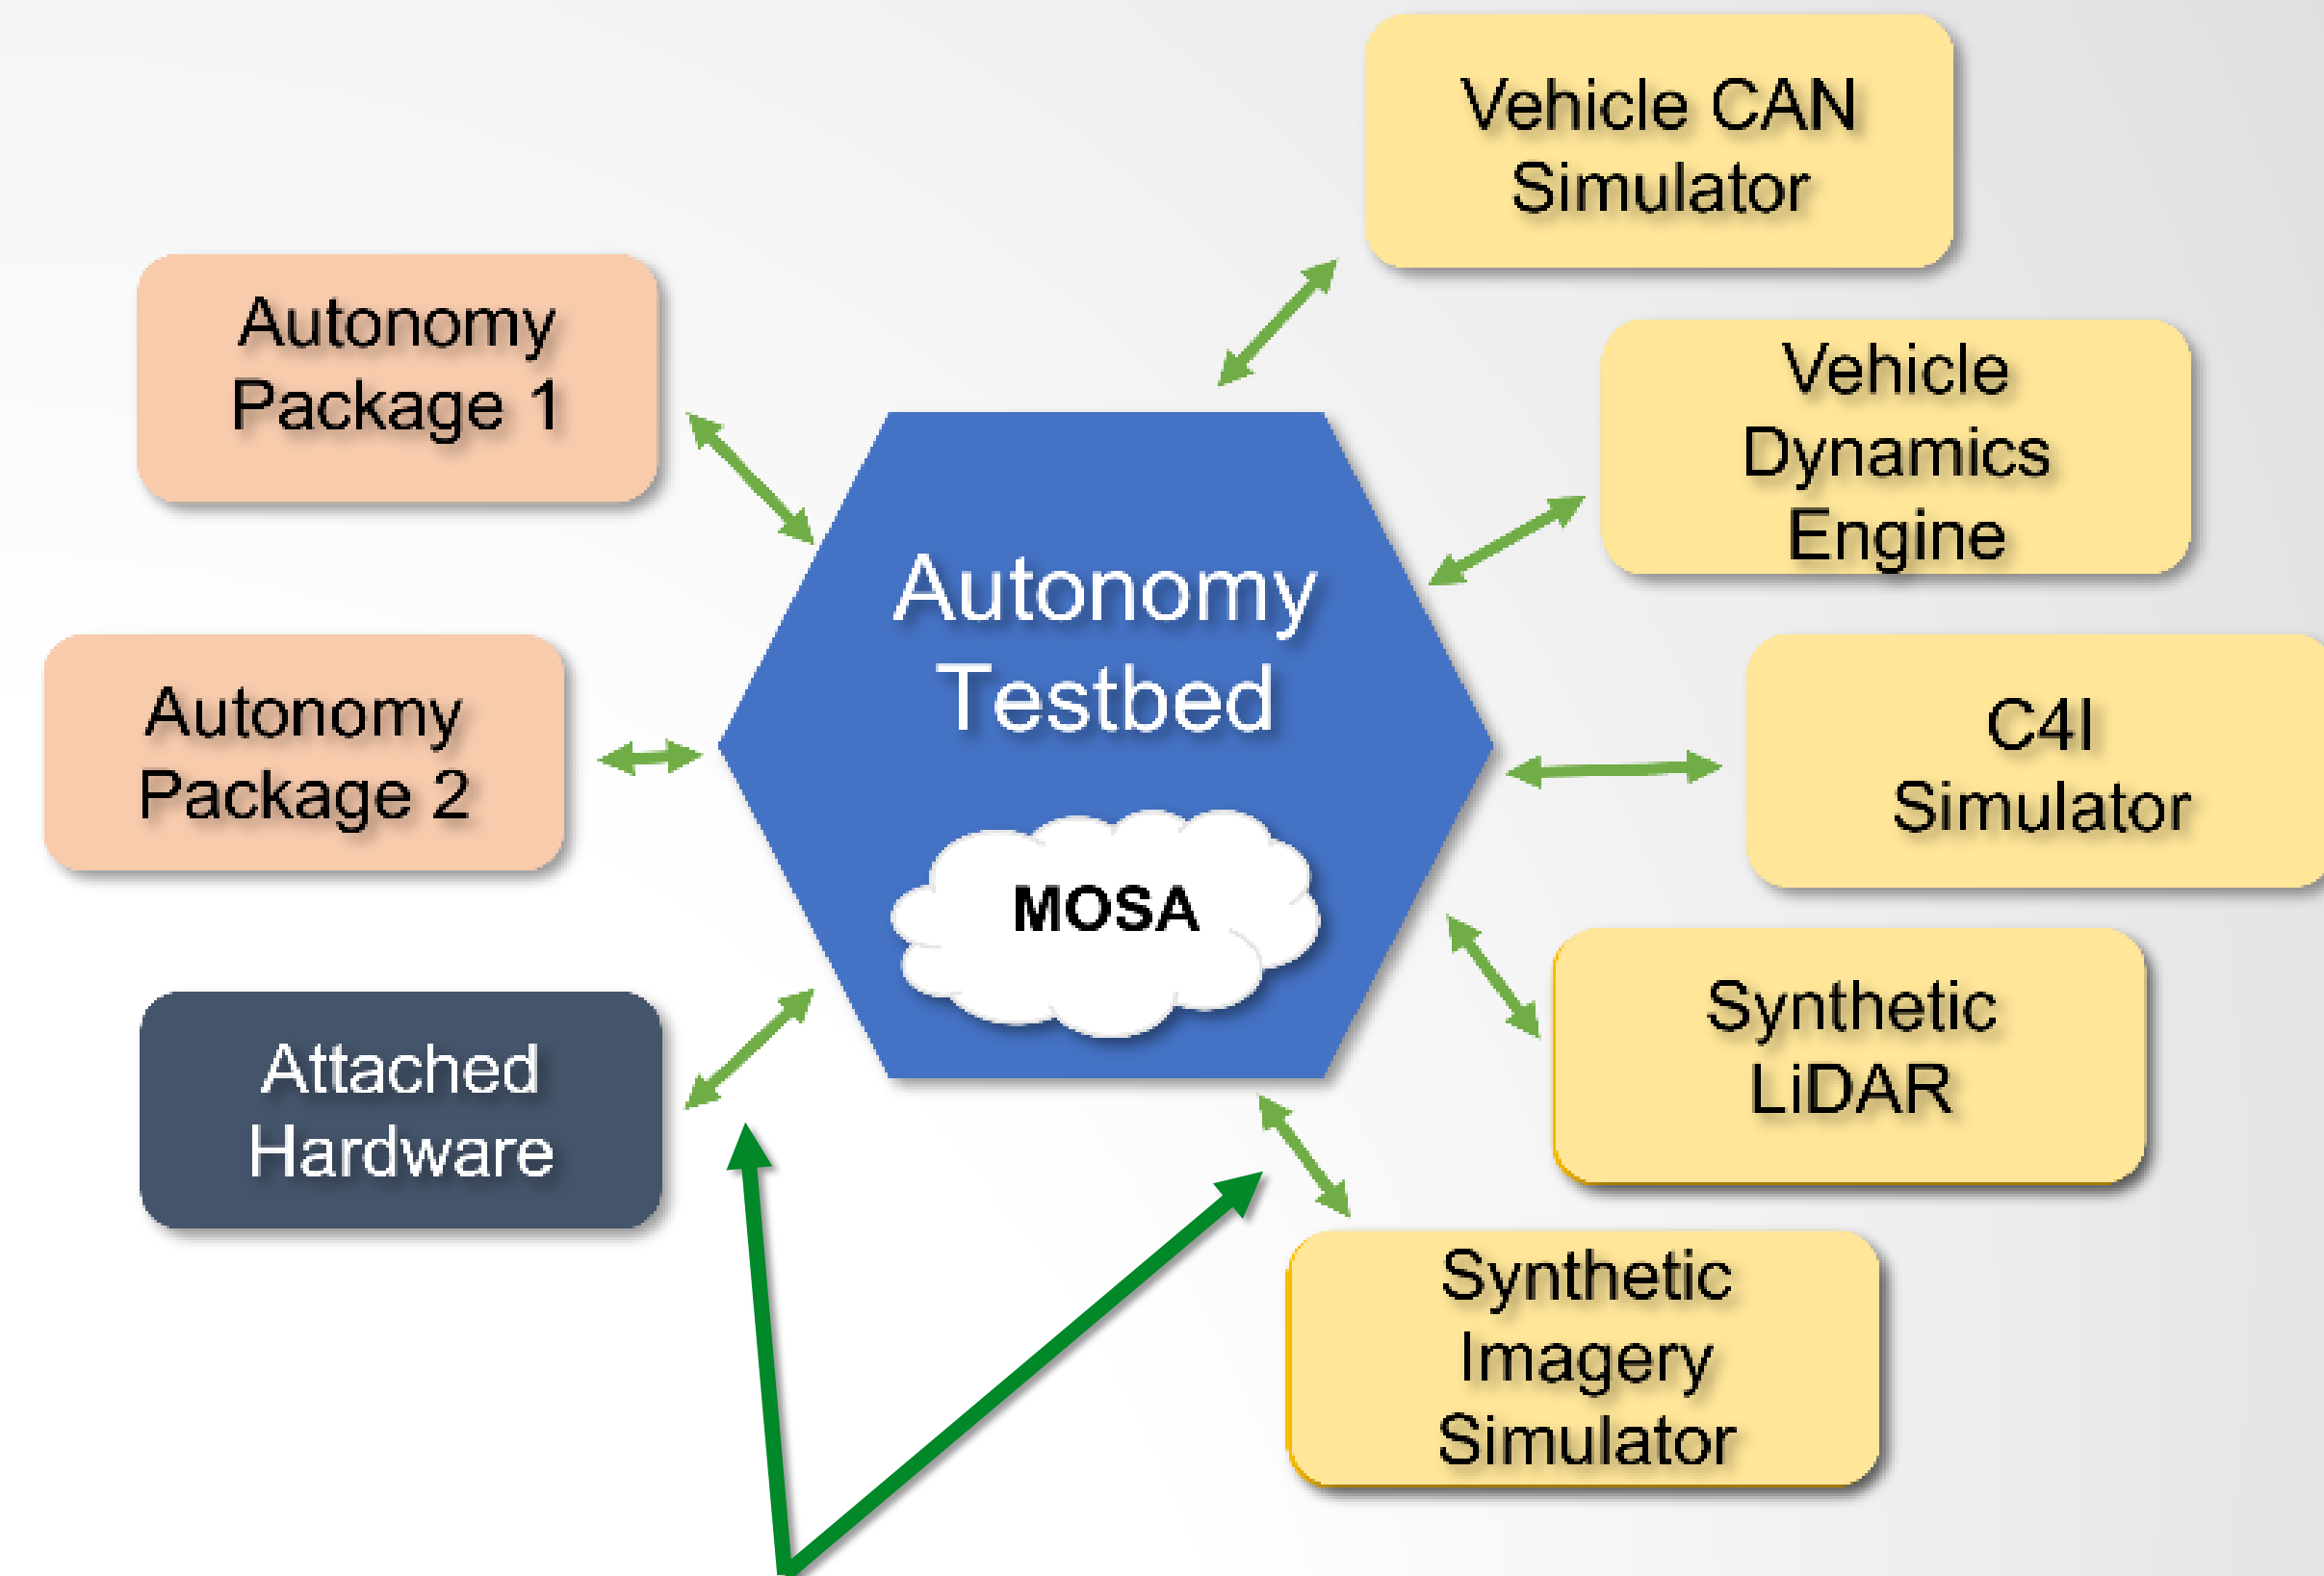 Vehicle CAN
Simulator
Autonomy
Package 1
Vehicle
Dynamics
Engine
Autonomy
Testbed
MOSA
Autonomy
Package 2
C4I
Simulator
Attached
Hardware
Synthetic
LiDAR
Synthetic
Imagery
Simulator